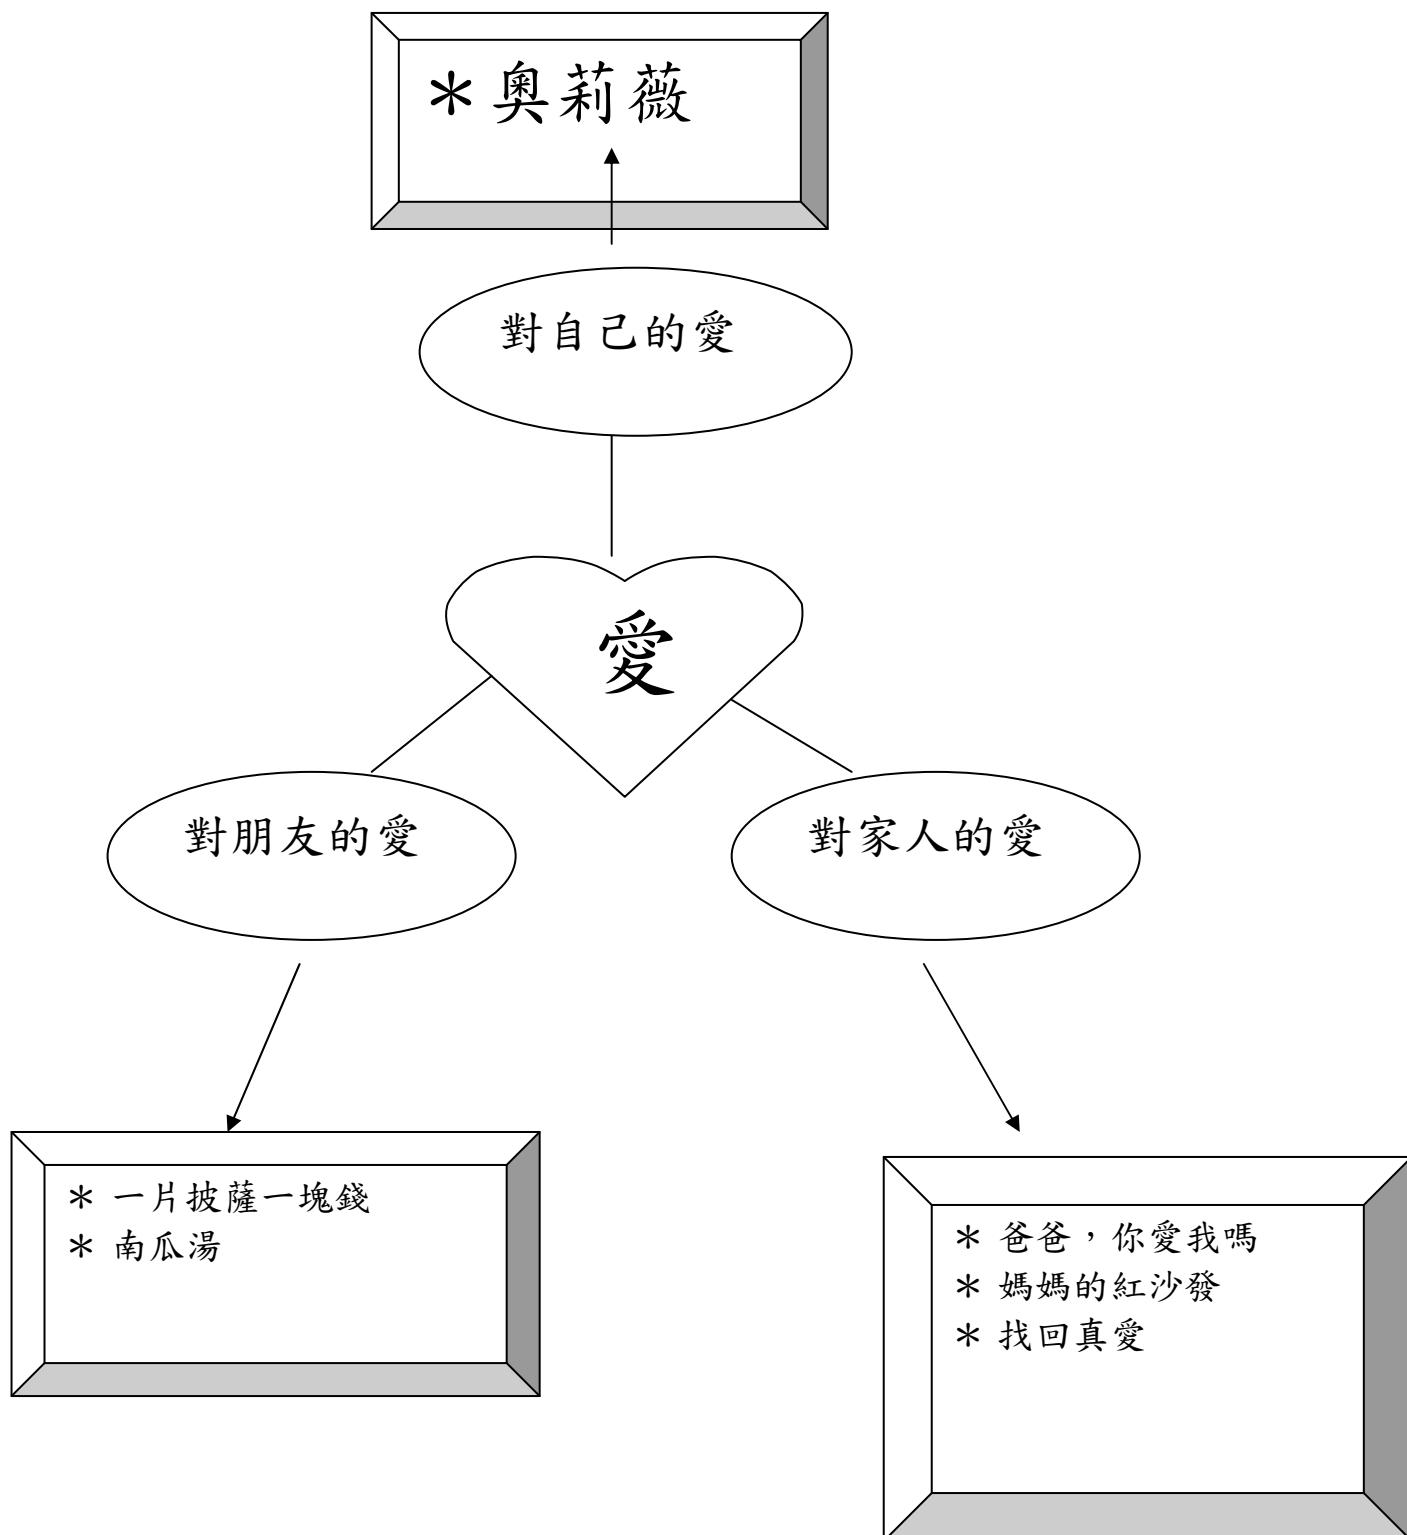 ＊奧莉薇
對自己的愛
愛
對朋友的愛
對家人的愛
＊ 一片披薩一塊錢
＊ 南瓜湯
＊ 爸爸，你愛我嗎
＊ 媽媽的紅沙發
＊ 找回真愛